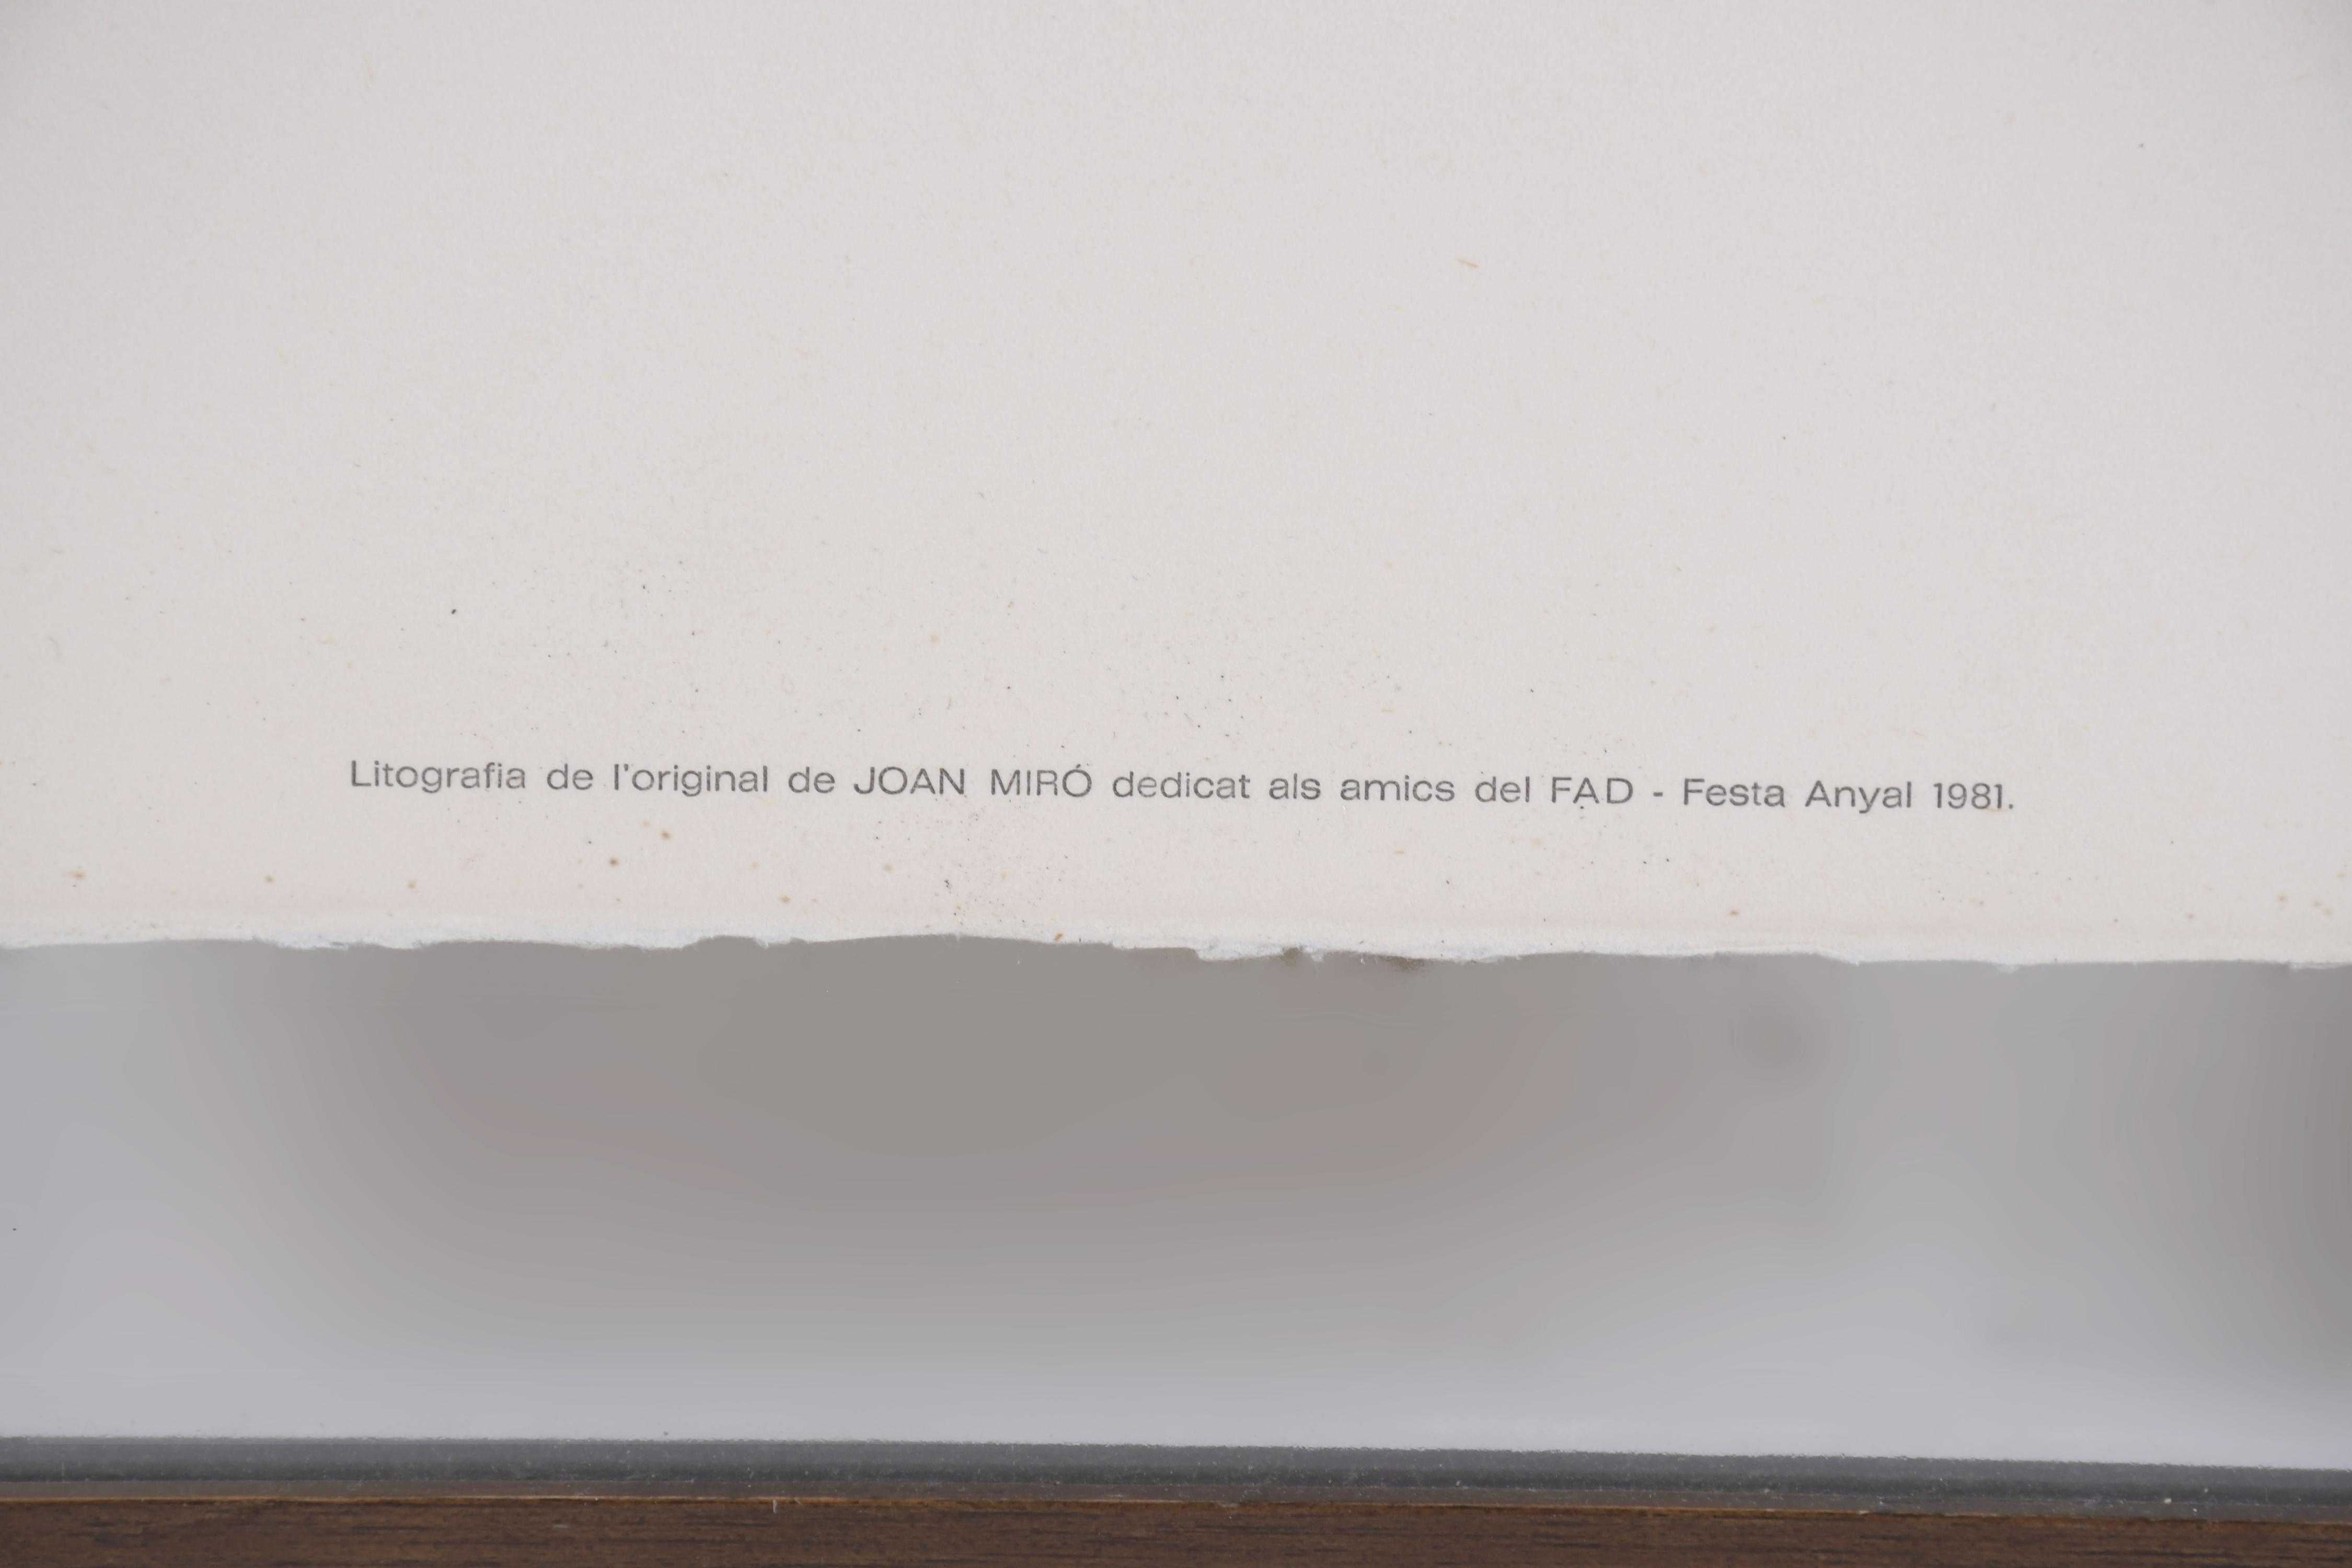 Litografia de l'original de JOAN MIRÓ dedicat als amics del FAD - Festa Anyal 1981.